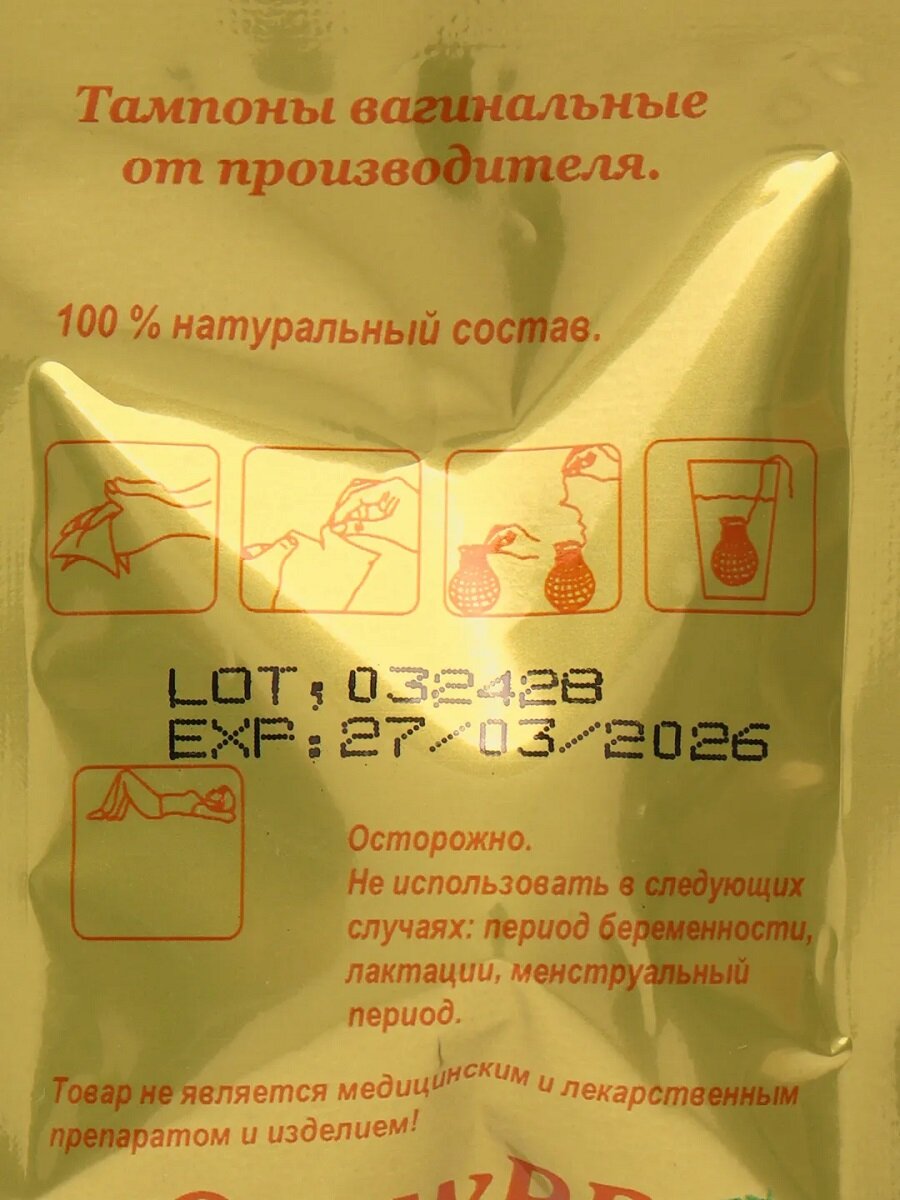 Тампоны вагинальные
от производителя.
100 % натуральный состав.
LOT;032428
EXP:27/03/2026
Осторожно.
Не использовать в следующих
случаях: период беременности,
лактации, менструальный
период.
Товар не является медицинским и лекарственным
препаратом и изделием!